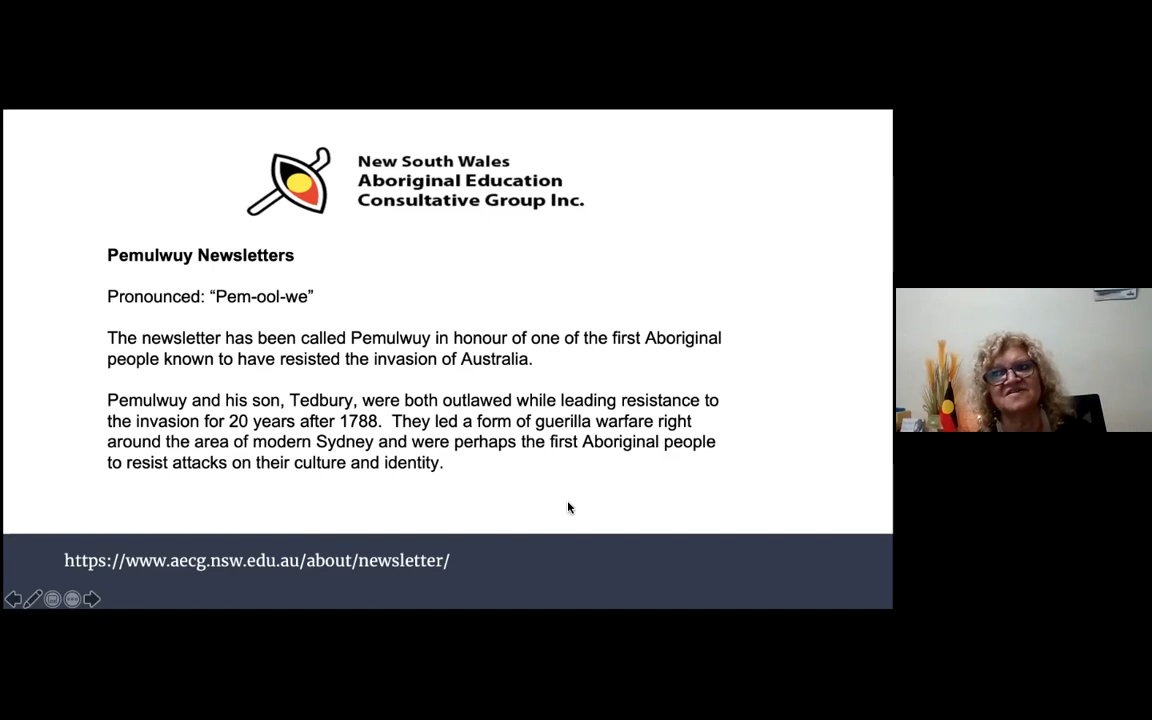 New South Wales
Aboriginal Education
Consultative Group Inc.
Pemulwuy Newsletters
Pronounced: “Pem-ool-we”
The newsletter has been called Pemulwuy in honour of one of the first Aboriginal
people known to have resisted the invasion of Australia.
Pemulwuy and his son, Tedbury, were both outlawed while leading resistance to
the invasion for 20 years after 1788.  They led a form of guerilla warfare right
around the area of modern Sydney and were perhaps the first Aboriginal people
to resist attacks on their culture and identity.
https://www.aecg.nsw.edu.au/about/newsletter/